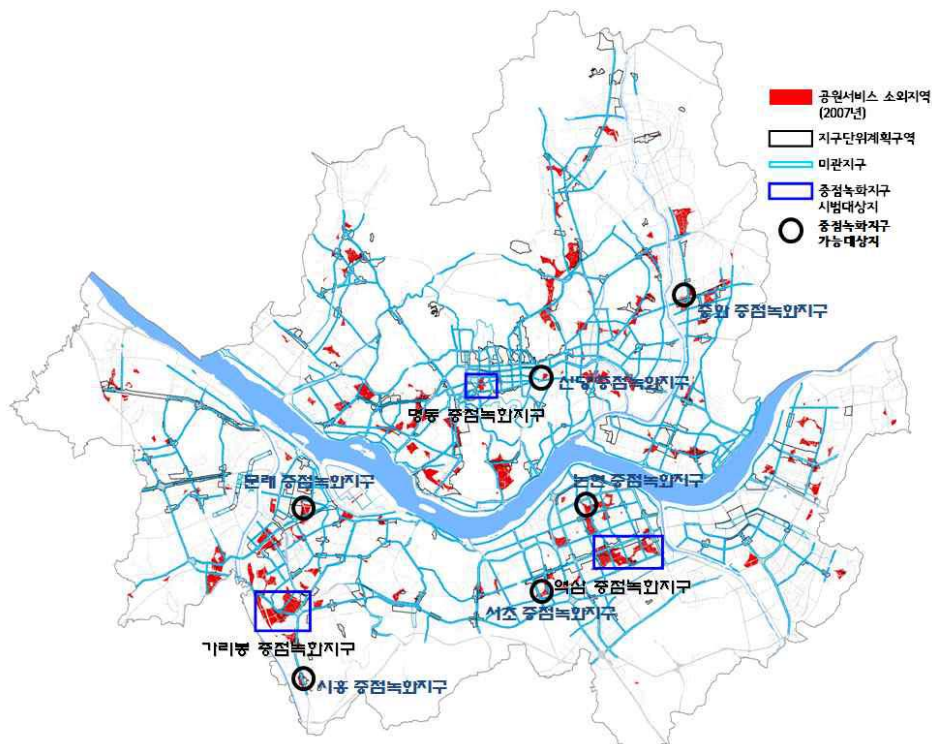 공원서비스 소외지역
(2007년)
지구단위계획구역
미관지구
중점녹화지구
시범대상지
중점녹화지구
가능대상지
중화 중점녹화지구
신당 중점녹화지구
명동 중점녹화지구
문래 중점녹화지구
논현 중점녹화지구
역삼 중점녹화지구
서초 중점녹화지구
가리봉 중점녹화지구
시흥 중점녹화지구